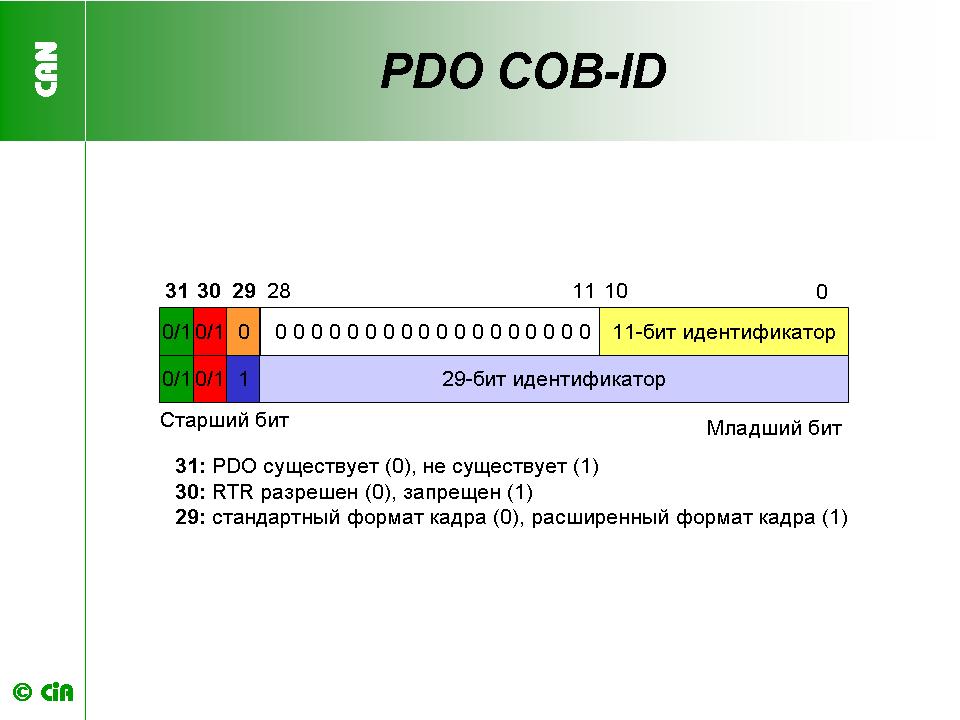 CAN
PDO COB-ID
31 30 29 28 11 10 0
0/1 0/1 0 0 0 0 0 0 0 0 0 0 0 0 0 0 0 0 0 0 0 11-бит идентификатор
0/1 0/1 1 29-бит идентификатор
Старший бит
Младший бит
31: PDO существует (0), не существует (1)
30: RTR разрешен (0), запрещен (1)
29: стандартный формат кадра (0), расширенный формат кадра (1)
© CiA